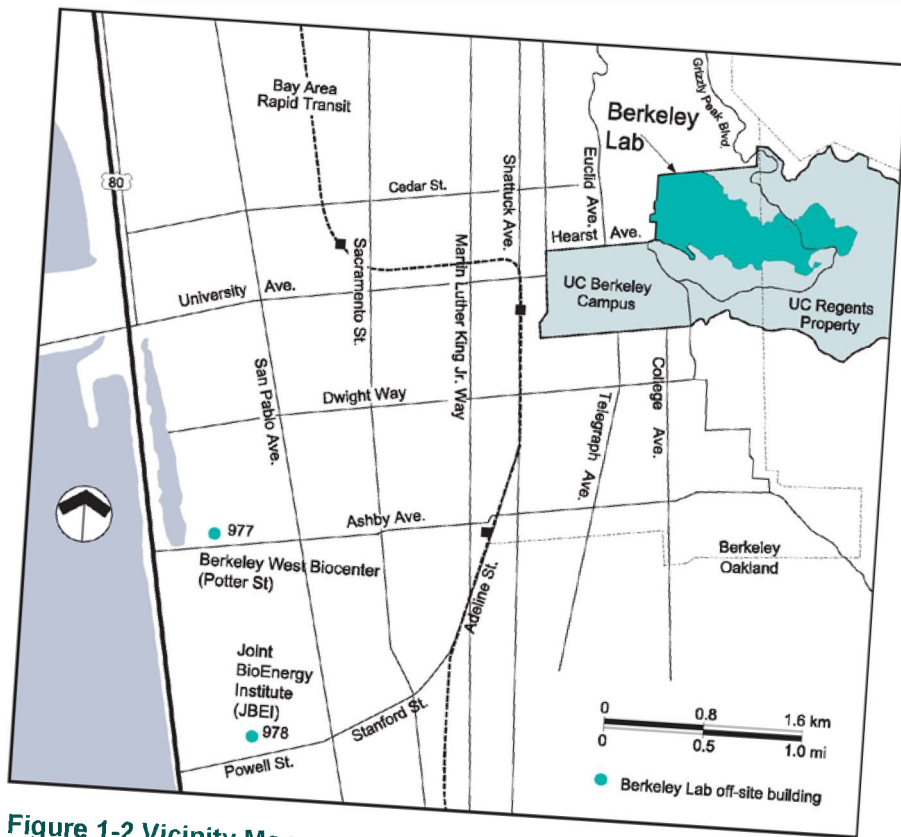 Bay Area
Rapid Transit
Grizzly Peak Blvd.
Berkeley
Lab
80
Shattuck Ave.
Euclid Ave.
Cedar St.
Hearst Ave.
Sacramento St.
Martin Luther King Jr. Way
University Ave.
UC Berkeley
Campus
UC Regents
Property
San Pablo Ave.
Dwight Way
Telegraph Ave.
College Ave.
977
Ashby Ave.
Berkeley West Biocenter
(Potter St)
Berkeley
Oakland
Adeline St.
Joint
BioEnergy
Institute
(JBEI)
978
Stanford St.
Powell St.
0 0.8 1.6 km
0 0.5 1.0 mi
Berkeley Lab off-site building
Figure 1-2 Vicinity